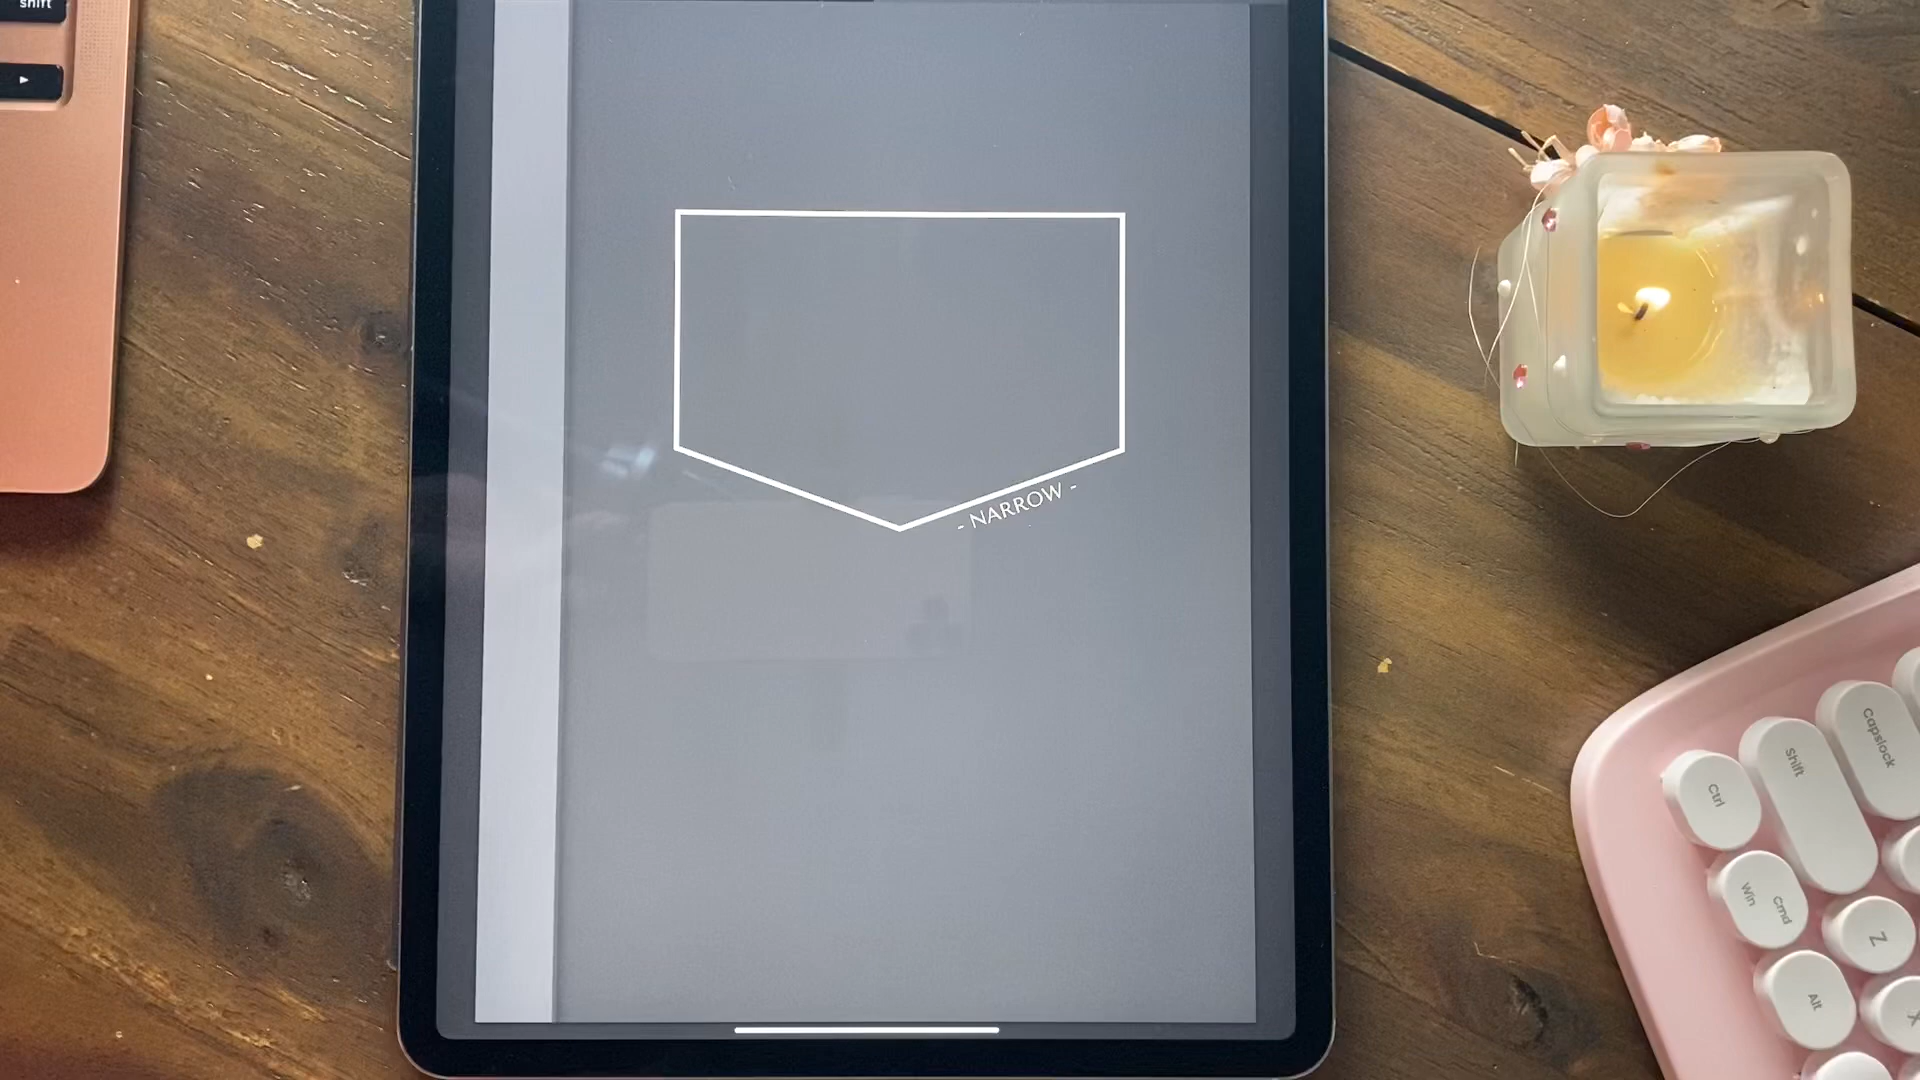 shift
- NARROW -
Capslock
Shift
Ctrl
Win Cmd
Z
Alt
X